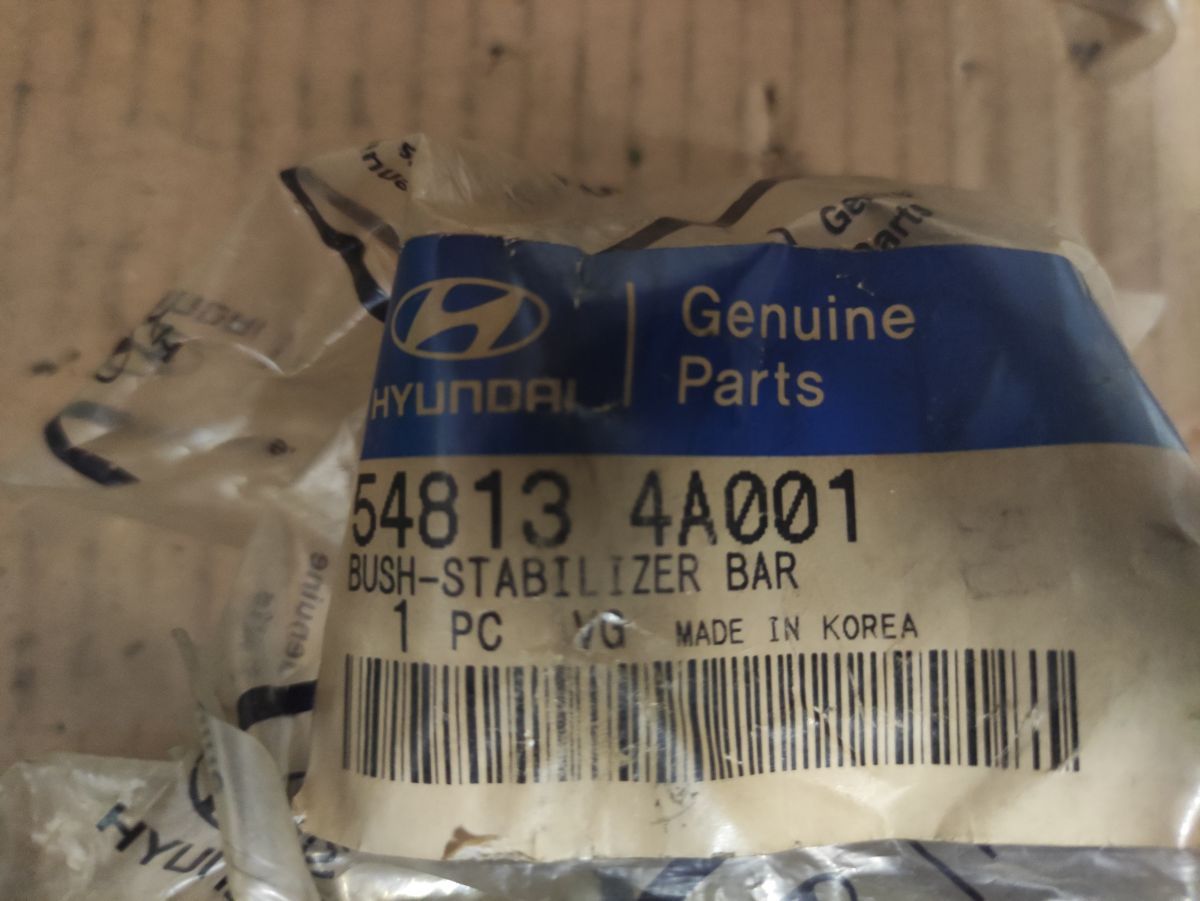 Genuine
Parts
HYUNDAI
54813 4A001
BUSH-STABILIZER BAR
1 PC VG MADE IN KOREA